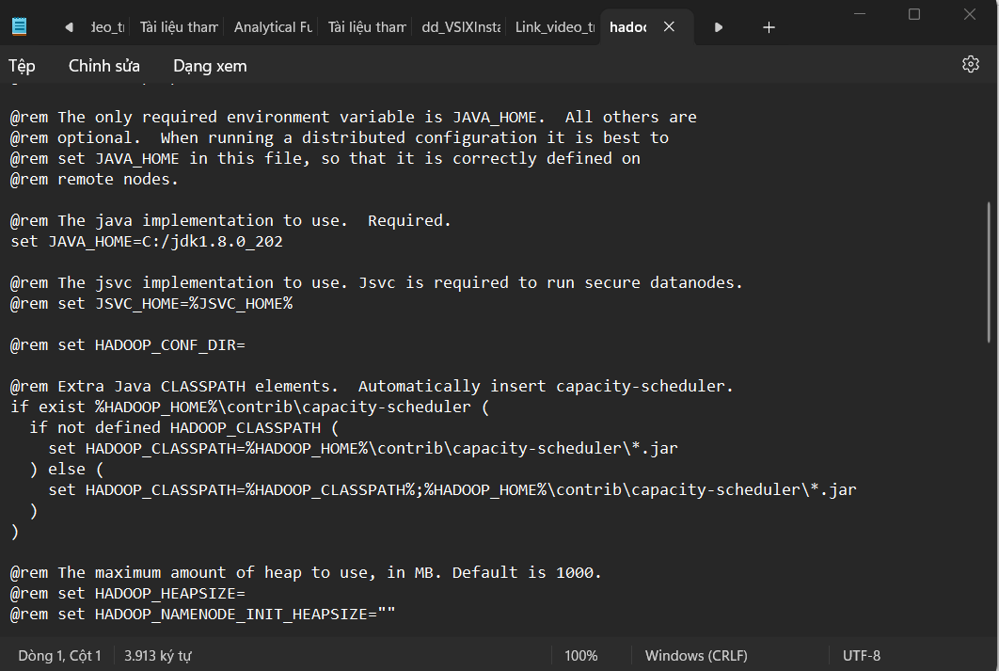 deo_t
Tài liệu tham
Analytical Fu
Tài liệu tham
dd_VSIXInsta
Link_video_t
hadoc
Tệp
Chỉnh sửa
Dạng xem
@rem The only required environment variable is JAVA_HOME.  All others are
@rem optional.  When running a distributed configuration it is best to
@rem set JAVA_HOME in this file, so that it is correctly defined on
@rem remote nodes.
@rem The java implementation to use.  Required.
set JAVA_HOME=C:/jdk1.8.0_202
@rem The jsvc implementation to use. Jsvc is required to run secure datanodes.
@rem set JSVC_HOME=%JSVC_HOME%
@rem set HADOOP_CONF_DIR=
@rem Extra Java CLASSPATH elements.  Automatically insert capacity-scheduler.
if exist %HADOOP_HOME%\contrib\capacity-scheduler (
  if not defined HADOOP_CLASSPATH (
    set HADOOP_CLASSPATH=%HADOOP_HOME%\contrib\capacity-scheduler\*.jar
  ) else (
    set HADOOP_CLASSPATH=%HADOOP_CLASSPATH%;%HADOOP_HOME%\contrib\capacity-scheduler\*.jar
  )
)
@rem The maximum amount of heap to use, in MB. Default is 1000.
@rem set HADOOP_HEAPSIZE=
@rem set HADOOP_NAMENODE_INIT_HEAPSIZE=""
Dòng 1, Cột 1
3.913 ký tự
100%
Windows (CRLF)
UTF-8